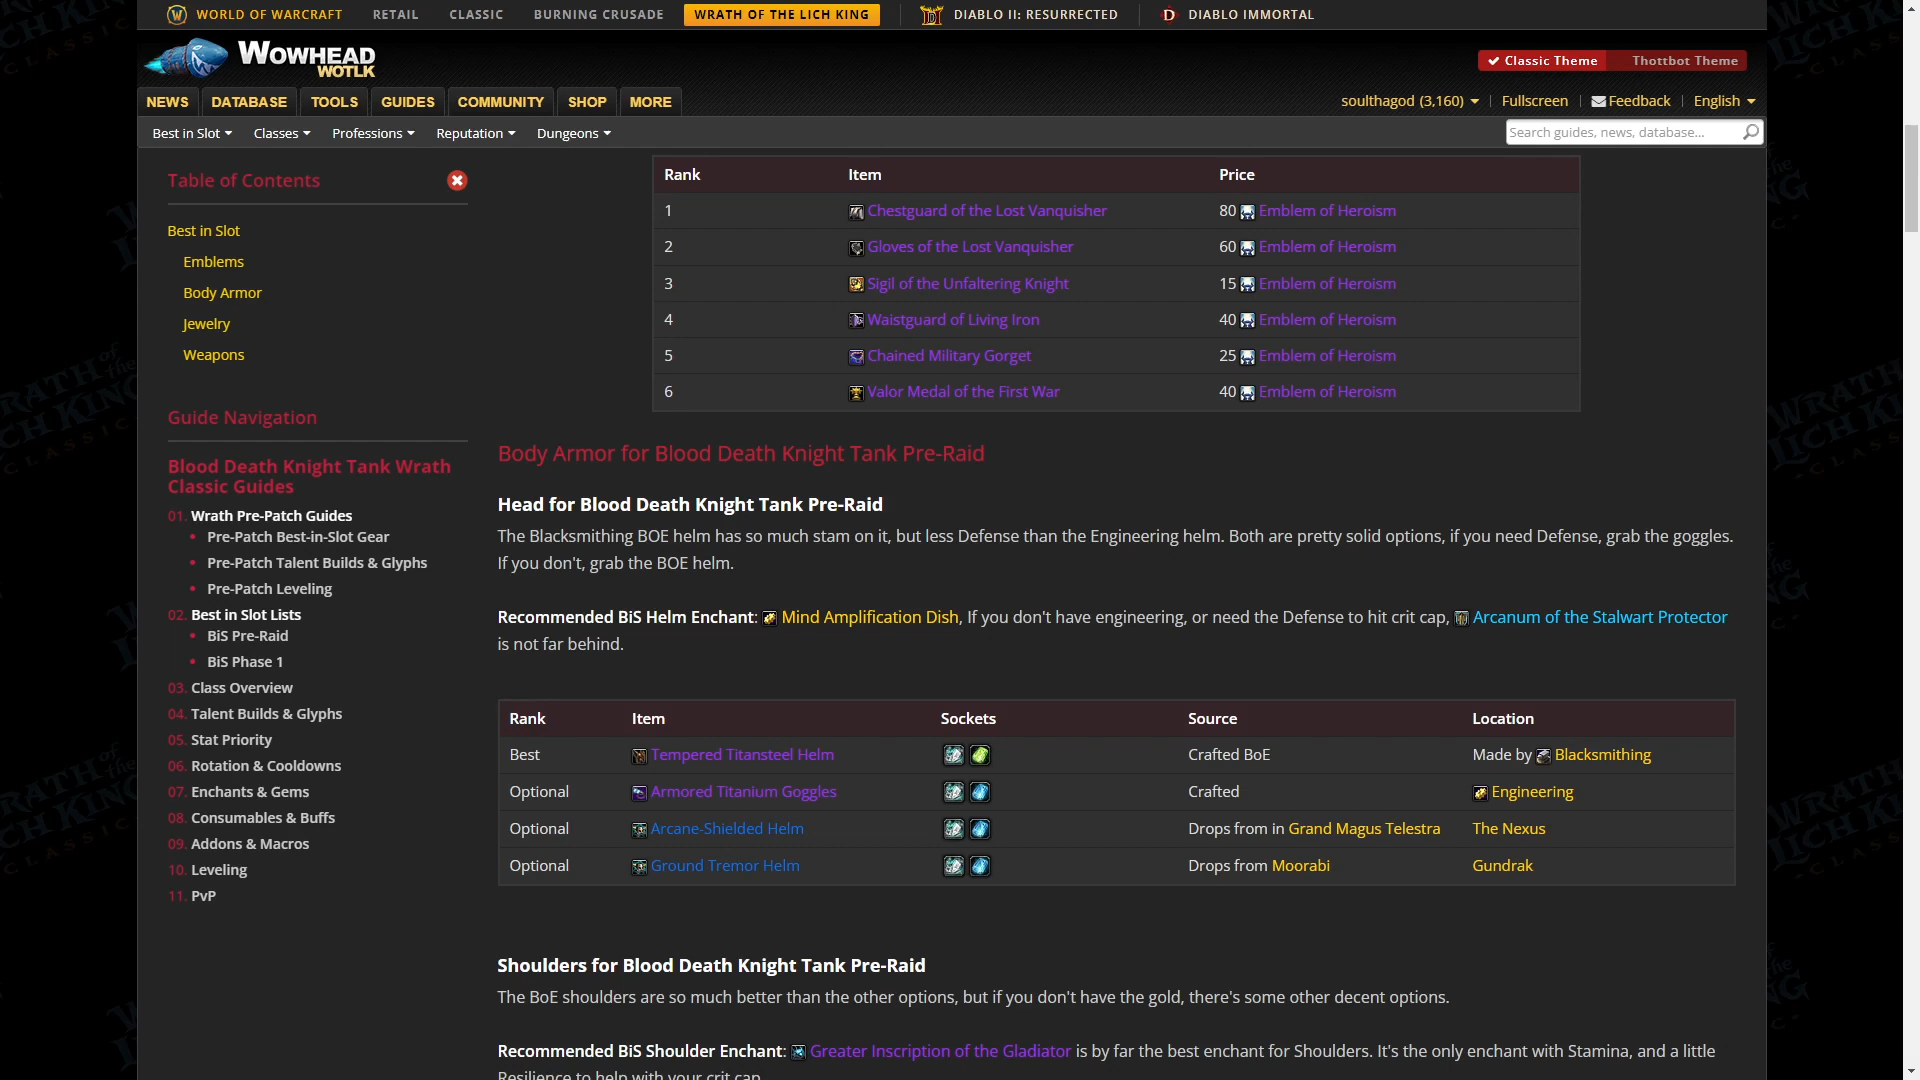 WORLD OF WARCRAFT RETAIL CLASSIC BURNING CRUSADE WRATH OF THE LICH KING DIABLO II: RESURRECTED DIABLO IMMORTAL
WOWHEAD
WOTLK
Classic Theme Thottbot Theme
NEWS DATABASE TOOLS GUIDES COMMUNITY SHOP MORE
soulthagod (3,160) Fullscreen Feedback English
Best in Slot Classes Professions Reputation Dungeons
Search guides, news, database...
Table of Contents
Best in Slot
Emblems
Body Armor
Jewelry
Weapons
Guide Navigation
Blood Death Knight Tank Wrath
Classic Guides
01. Wrath Pre-Patch Guides
Pre-Patch Best-in-Slot Gear
Pre-Patch Talent Builds & Glyphs
Pre-Patch Leveling
02. Best in Slot Lists
BiS Pre-Raid
BiS Phase 1
03. Class Overview
04. Talent Builds & Glyphs
05. Stat Priority
06. Rotation & Cooldowns
07. Enchants & Gems
08. Consumables & Buffs
09. Addons & Macros
10. Leveling
11. PvP
Rank Item Price
1 Chestguard of the Lost Vanquisher 80 Emblem of Heroism
2 Gloves of the Lost Vanquisher 60 Emblem of Heroism
3 Sigil of the Unfaltering Knight 15 Emblem of Heroism
4 Waistguard of Living Iron 40 Emblem of Heroism
5 Chained Military Gorget 25 Emblem of Heroism
6 Valor Medal of the First War 40 Emblem of Heroism
Body Armor for Blood Death Knight Tank Pre-Raid
Head for Blood Death Knight Tank Pre-Raid
The Blacksmithing BOE helm has so much stam on it, but less Defense than the Engineering helm. Both are pretty solid options, if you need Defense, grab the goggles.
If you don't, grab the BOE helm.
Recommended BiS Helm Enchant: Mind Amplification Dish, If you don't have engineering, or need the Defense to hit crit cap, Arcanum of the Stalwart Protector
is not far behind.
Rank Item Sockets Source Location
Best Tempered Titansteel Helm Crafted BoE Made by Blacksmithing
Optional Armored Titanium Goggles Crafted Engineering
Optional Arcane-Shielded Helm Drops from in Grand Magus Telestra The Nexus
Optional Ground Tremor Helm Drops from Moorabi Gundrak
Shoulders for Blood Death Knight Tank Pre-Raid
The BoE shoulders are so much better than the other options, but if you don't have the gold, there's some other decent options.
Recommended BiS Shoulder Enchant: Greater Inscription of the Gladiator is by far the best enchant for Shoulders. It's the only enchant with Stamina, and a little
Resilience to help with your crit cap.